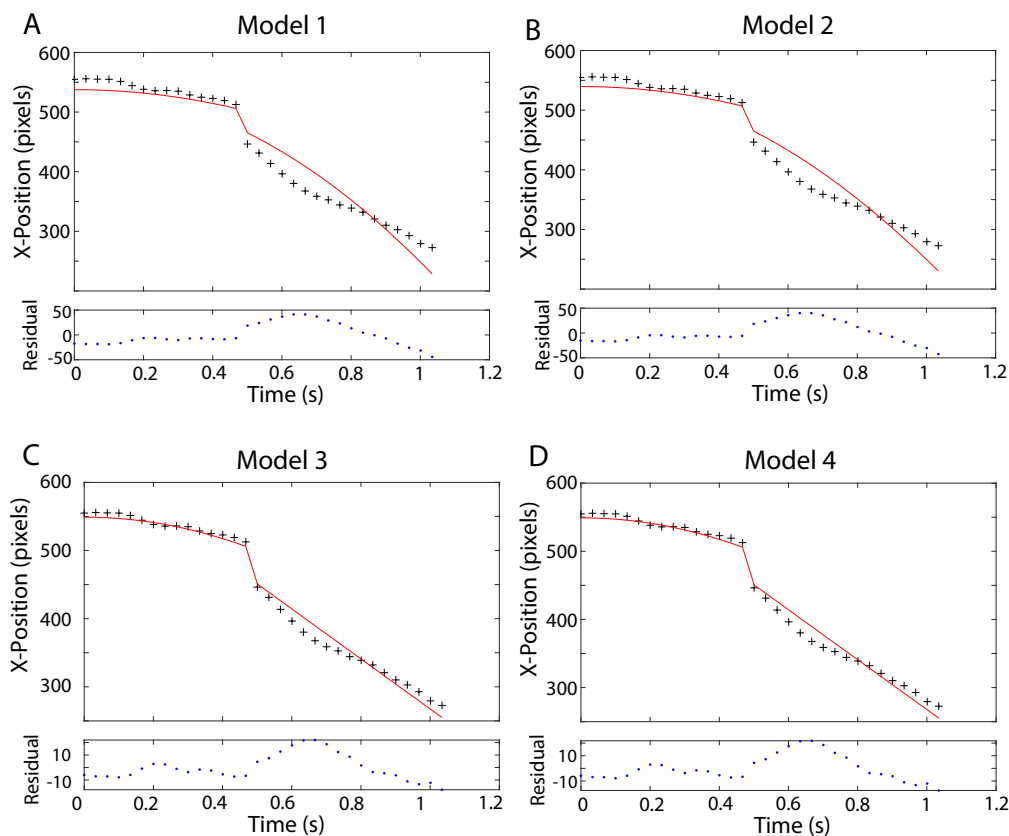 A
Model 1
600
500
400
300
X-Position (pixels)
50
0
-50
Residual
0 0.2 0.4 0.6 0.8 1 1.2
Time (s)
B
Model 2
600
500
400
300
X-Position (pixels)
50
0
-50
Residual
0 0.2 0.4 0.6 0.8 1 1.2
Time (s)
C
Model 3
600
500
400
300
X-Position (pixels)
10
-10
Residual
0 0.2 0.4 0.6 0.8 1 1.2
Time (s)
D
Model 4
600
500
400
300
X-Position (pixels)
10
-10
Residual
0 0.2 0.4 0.6 0.8 1 1.2
Time (s)